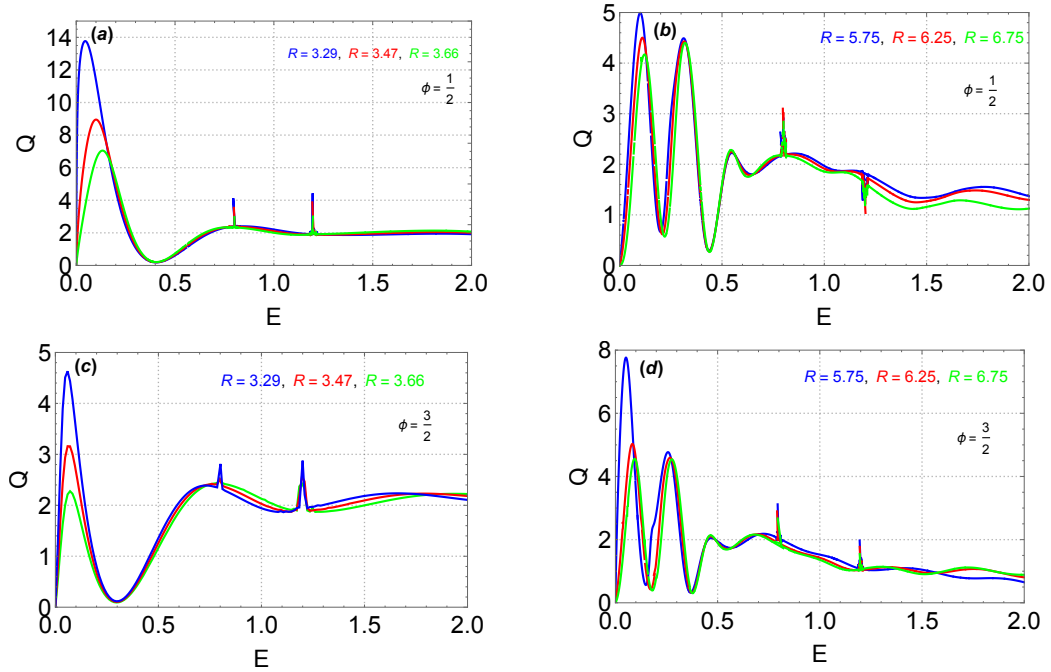 (a)
R = 3.29, R = 3.47, R = 3.66
ϕ = 1/2
Q
14
12
10
8
6
4
2
0
0.0 0.5 1.0 1.5 2.0
E
(b)
R = 5.75, R = 6.25, R = 6.75
ϕ = 1/2
Q
5
4
3
2
1
0
0.0 0.5 1.0 1.5 2.0
E
(c)
R = 3.29, R = 3.47, R = 3.66
ϕ = 3/2
Q
5
4
3
2
1
0
0.0 0.5 1.0 1.5 2.0
E
(d)
R = 5.75, R = 6.25, R = 6.75
ϕ = 3/2
Q
8
6
4
2
0
0.0 0.5 1.0 1.5 2.0
E